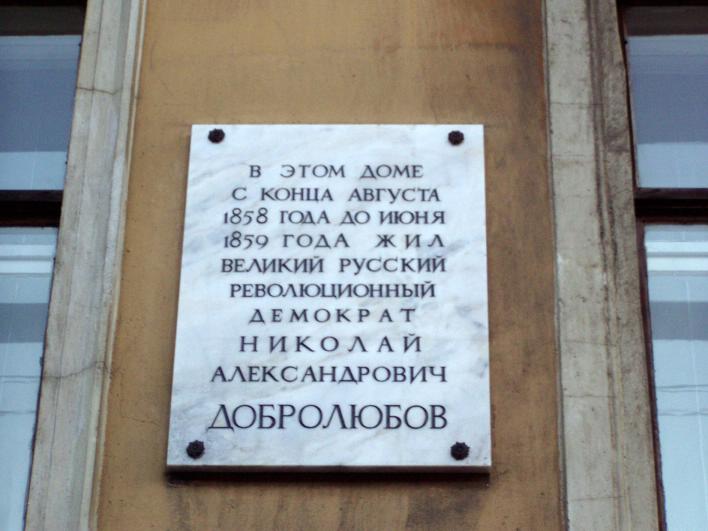 В ЭТОМ ДОМЕ
С КОНЦА АВГУСТА
1858 ГОДА ДО ИЮНЯ
1859 ГОДА ЖИЛ
ВЕЛИКИЙ РУССКИЙ
РЕВОЛЮЦИОННЫЙ
ДЕМОКРАТ
НИКОЛАЙ
АЛЕКСАНДРОВИЧ
ДОБРОЛЮБОВ